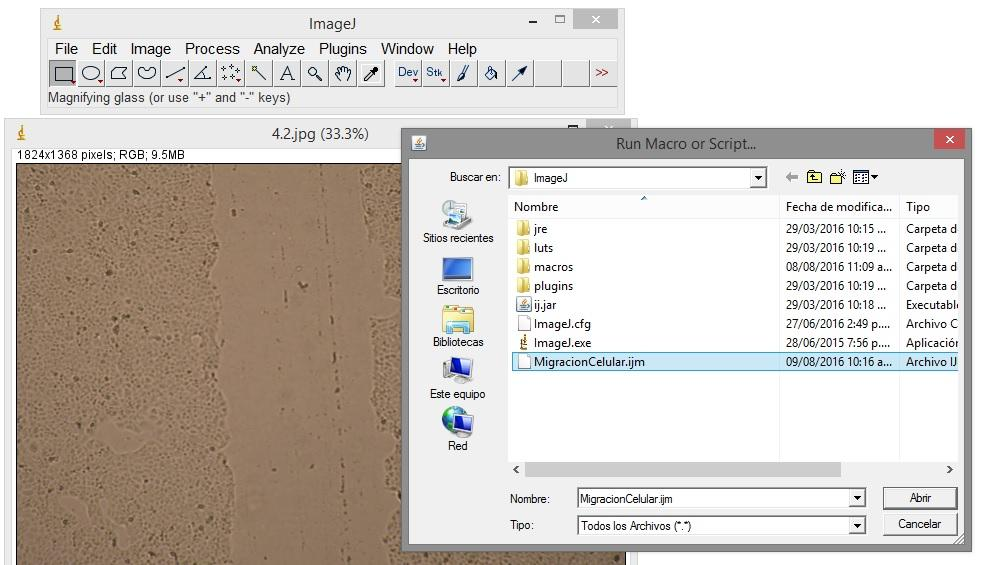 ImageJ
File Edit Image Process Analyze Plugins Window Help
A Dev Stk >>
Magnifying glass (or use "+" and "-" keys)
4.2.jpg (33.3%)
1824x1368 pixels; RGB; 9.5MB
Run Macro or Script...
Buscar en: ImageJ
Sitios recientes
Escritorio
Bibliotecas
Este equipo
Red
Nombre Fecha de modifica... Tipo
jre 29/03/2016 10:15 ... Carpeta d
luts 29/03/2016 10:19 ... Carpeta d
macros 08/08/2016 11:09 a... Carpeta d
plugins 29/03/2016 10:19 ... Carpeta d
ij.jar 29/03/2016 10:18 ... Executabl
ImageJ.cfg 27/06/2016 2:49 p.... Archivo C
ImageJ.exe 28/06/2015 7:56 p.... Aplicación
MigracionCelular.ijm 09/08/2016 10:16 a... Archivo IJ
Nombre: MigracionCelular.ijm Abrir
Tipo: Todos los Archivos (*.*) Cancelar